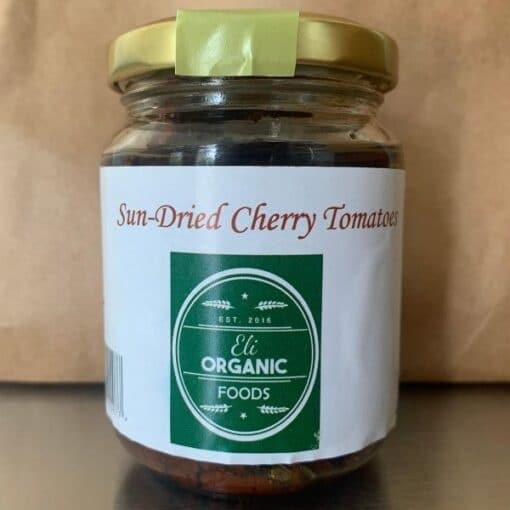 Sun-Dried Cherry Tomatoes
EST. 2016
Eli
ORGANIC
FOODS